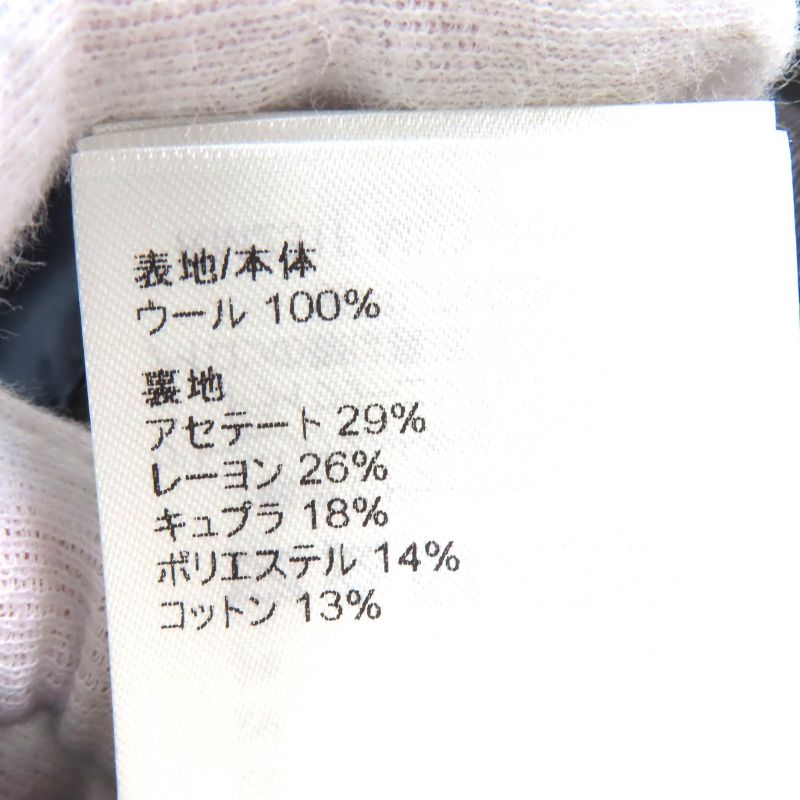 表地/本体
ウール 100%
裏地
アセテート 29%
レーヨン 26%
キュプラ 18%
ポリエステル 14%
コットン 13%